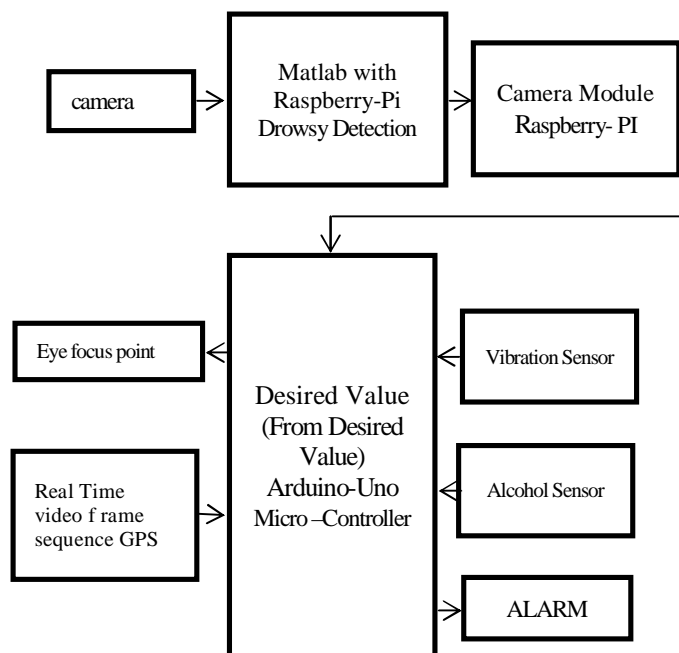 camera
Matlab with
Raspberry-Pi
Drowsy Detection
Camera Module
Raspberry- PI
Eye focus point
Real Time
video f rame
sequence GPS
Desired Value
(From Desired
Value)
Arduino-Uno
Micro –Controller
Vibration Sensor
Alcohol Sensor
ALARM